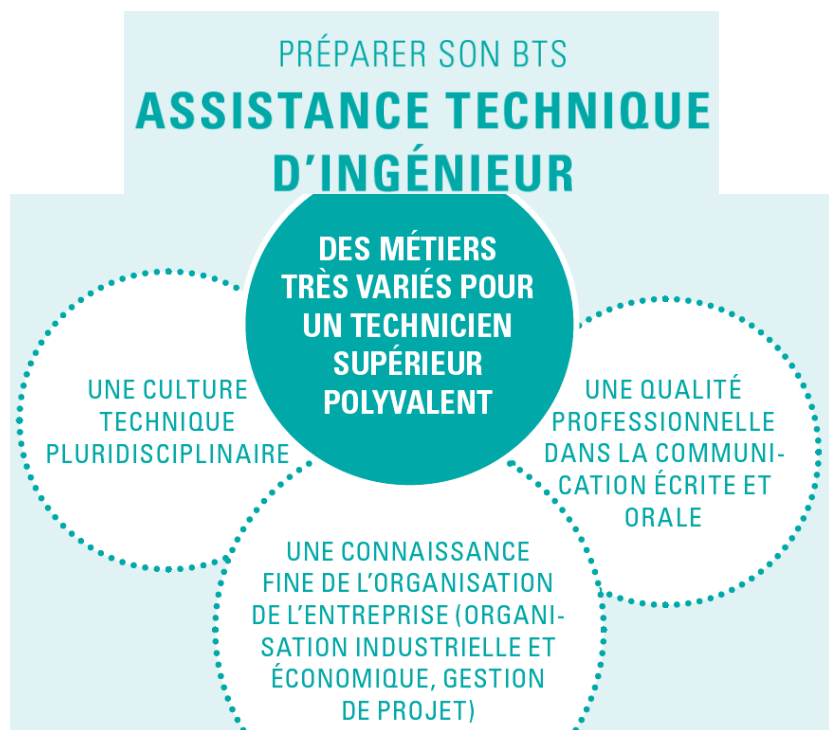 PRÉPARER SON BTS
ASSISTANCE TECHNIQUE
D'INGÉNIEUR
DES MÉTIERS
TRÈS VARIÉS POUR
UN TECHNICIEN
SUPÉRIEUR
POLYVALENT
UNE CULTURE
TECHNIQUE
PLURIDISCIPLINAIRE
UNE QUALITÉ
PROFESSIONNELLE
DANS LA COMMUNI-
CATION ÉCRITE ET
ORALE
UNE CONNAISSANCE
FINE DE L'ORGANISATION
DE L'ENTREPRISE (ORGANI-
SATION INDUSTRIELLE ET
ÉCONOMIQUE, GESTION
DE PROJET)